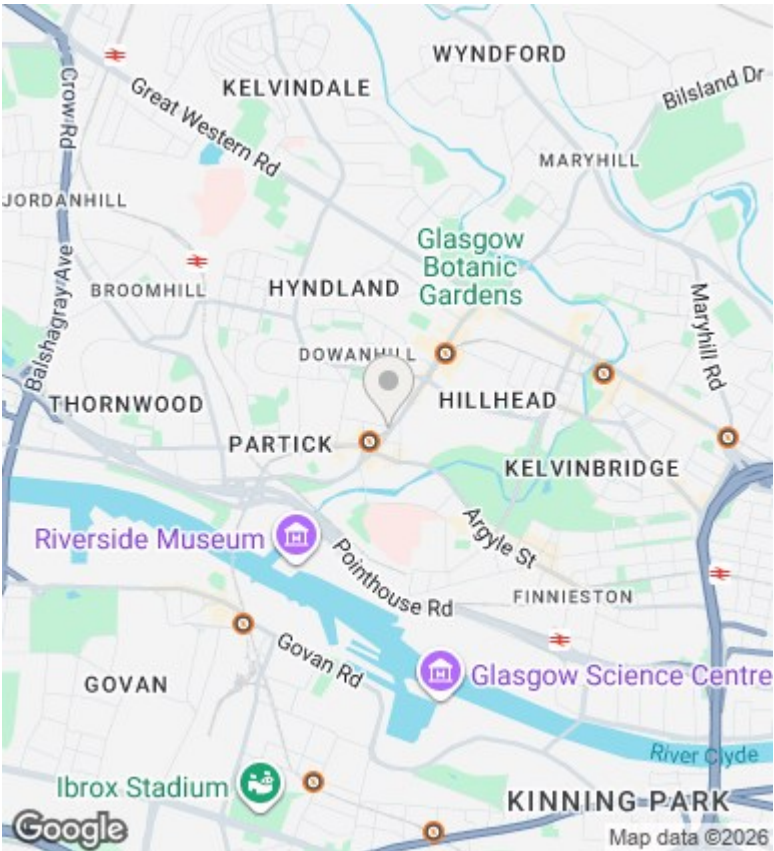 WYNDFORD
KELVINDALE
Bilsland Dr
Crow Rd
Great Western Rd
MARYHILL
JORDANHILL
Glasgow
Botanic
Gardens
HYNDLAND
BROOMHILL
Maryhill Rd
Balshagray Ave
DOWANHILL
THORNWOOD
HILLHEAD
PARTICK
KELVINBRIDGE
Riverside Museum
Argyle St
Pointhouse Rd
FINNIESTON
Govan Rd
GOVAN
Glasgow Science Centre
River Clyde
Ibrox Stadium
KINNING PARK
Google
Map data ©2026